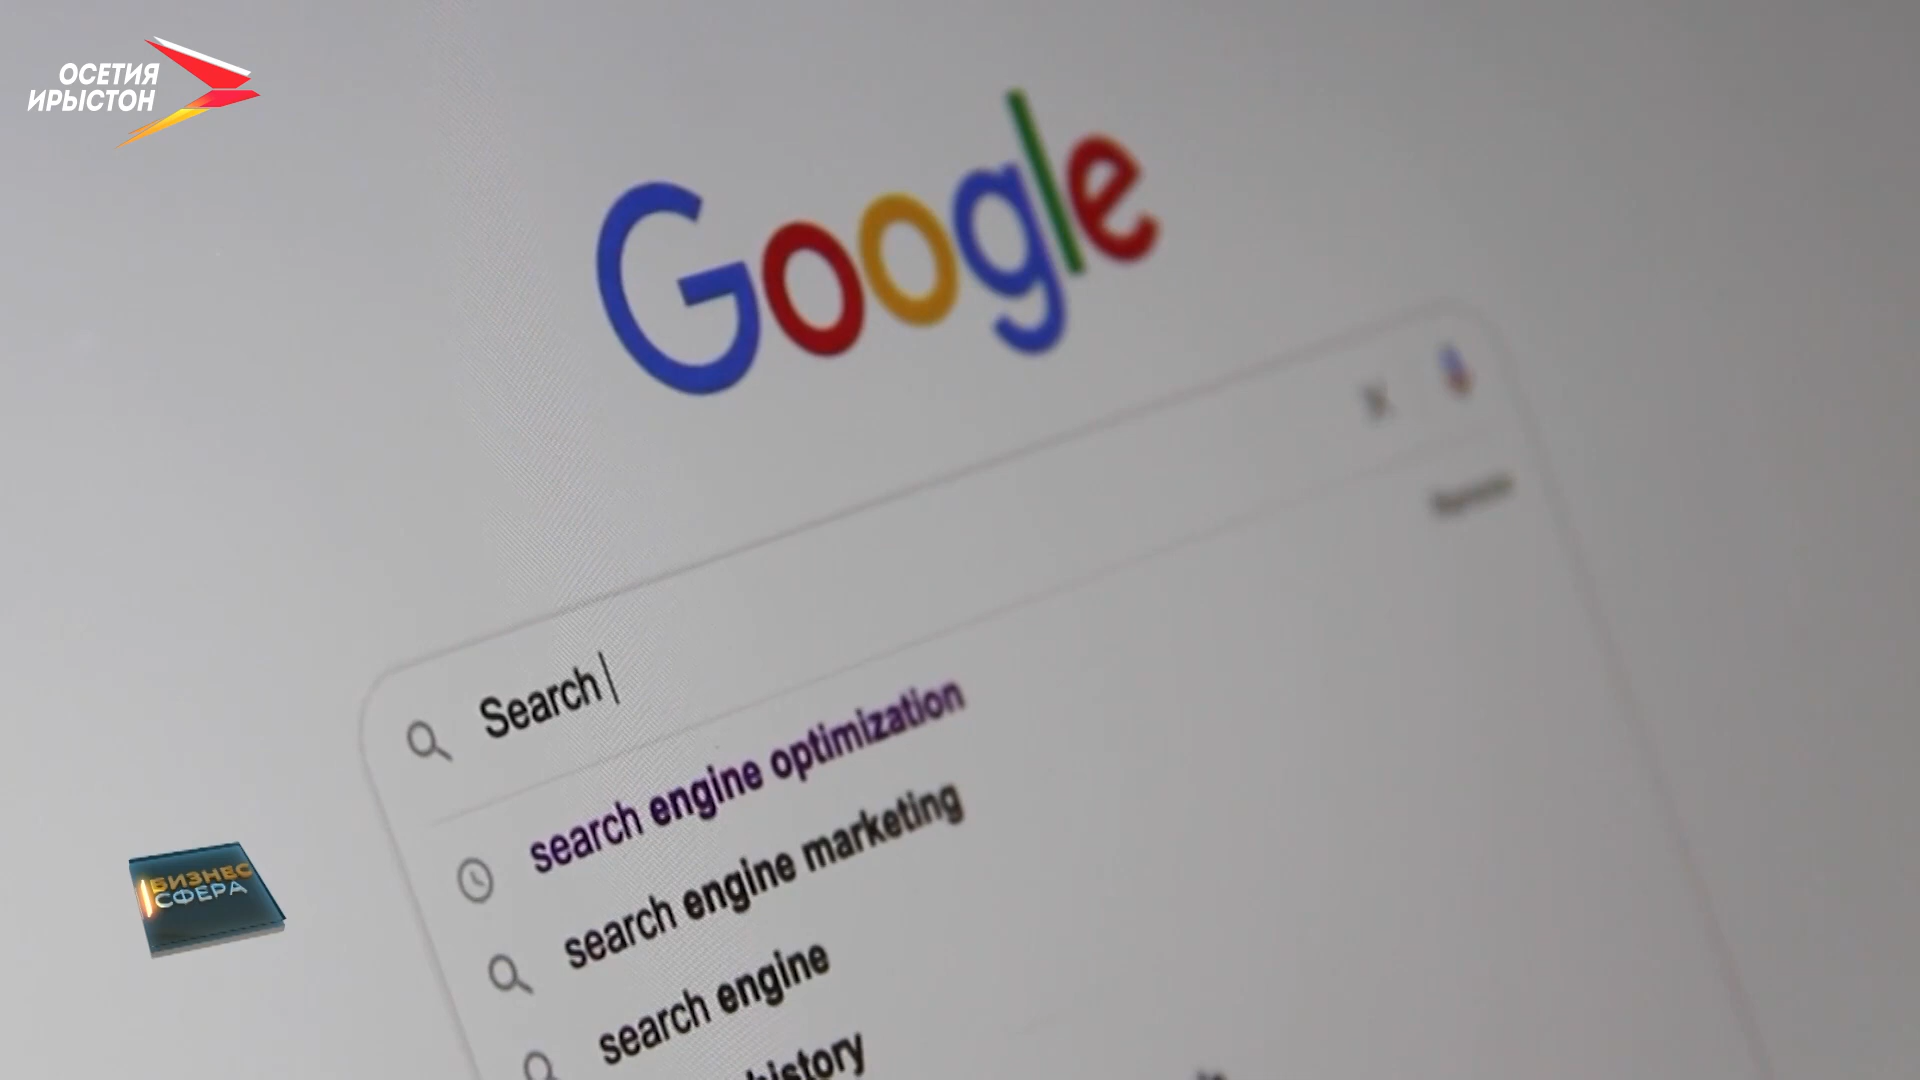 ОСЕТИЯ
ИРЫСТОН
Google
Search
search engine optimization
search engine marketing
search engine
history
БИЗНЕС
СФЕРА